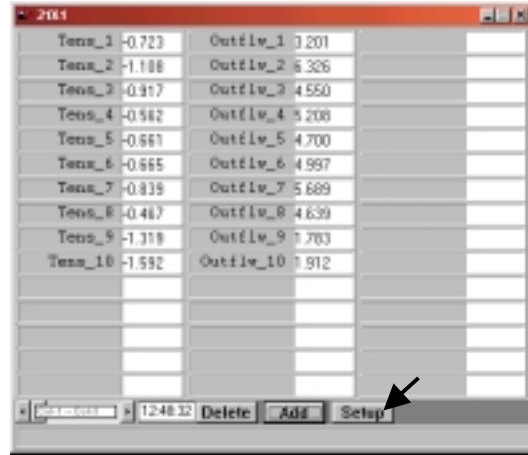 21X1
Tens_1 -0.723 Outflw_1 3.201
Tens_2 -1.108 Outflw_2 6.326
Tens_3 -0.917 Outflw_3 4.550
Tens_4 -0.562 Outflw_4 5.208
Tens_5 -0.661 Outflw_5 4.700
Tens_6 -0.665 Outflw_6 4.997
Tens_7 -0.839 Outflw_7 5.689
Tens_8 -0.467 Outflw_8 4.639
Tens_9 -1.319 Outflw_9 1.783
Tens_10 -1.592 Outflw_10 1.912
12:48:32 Delete Add Setup